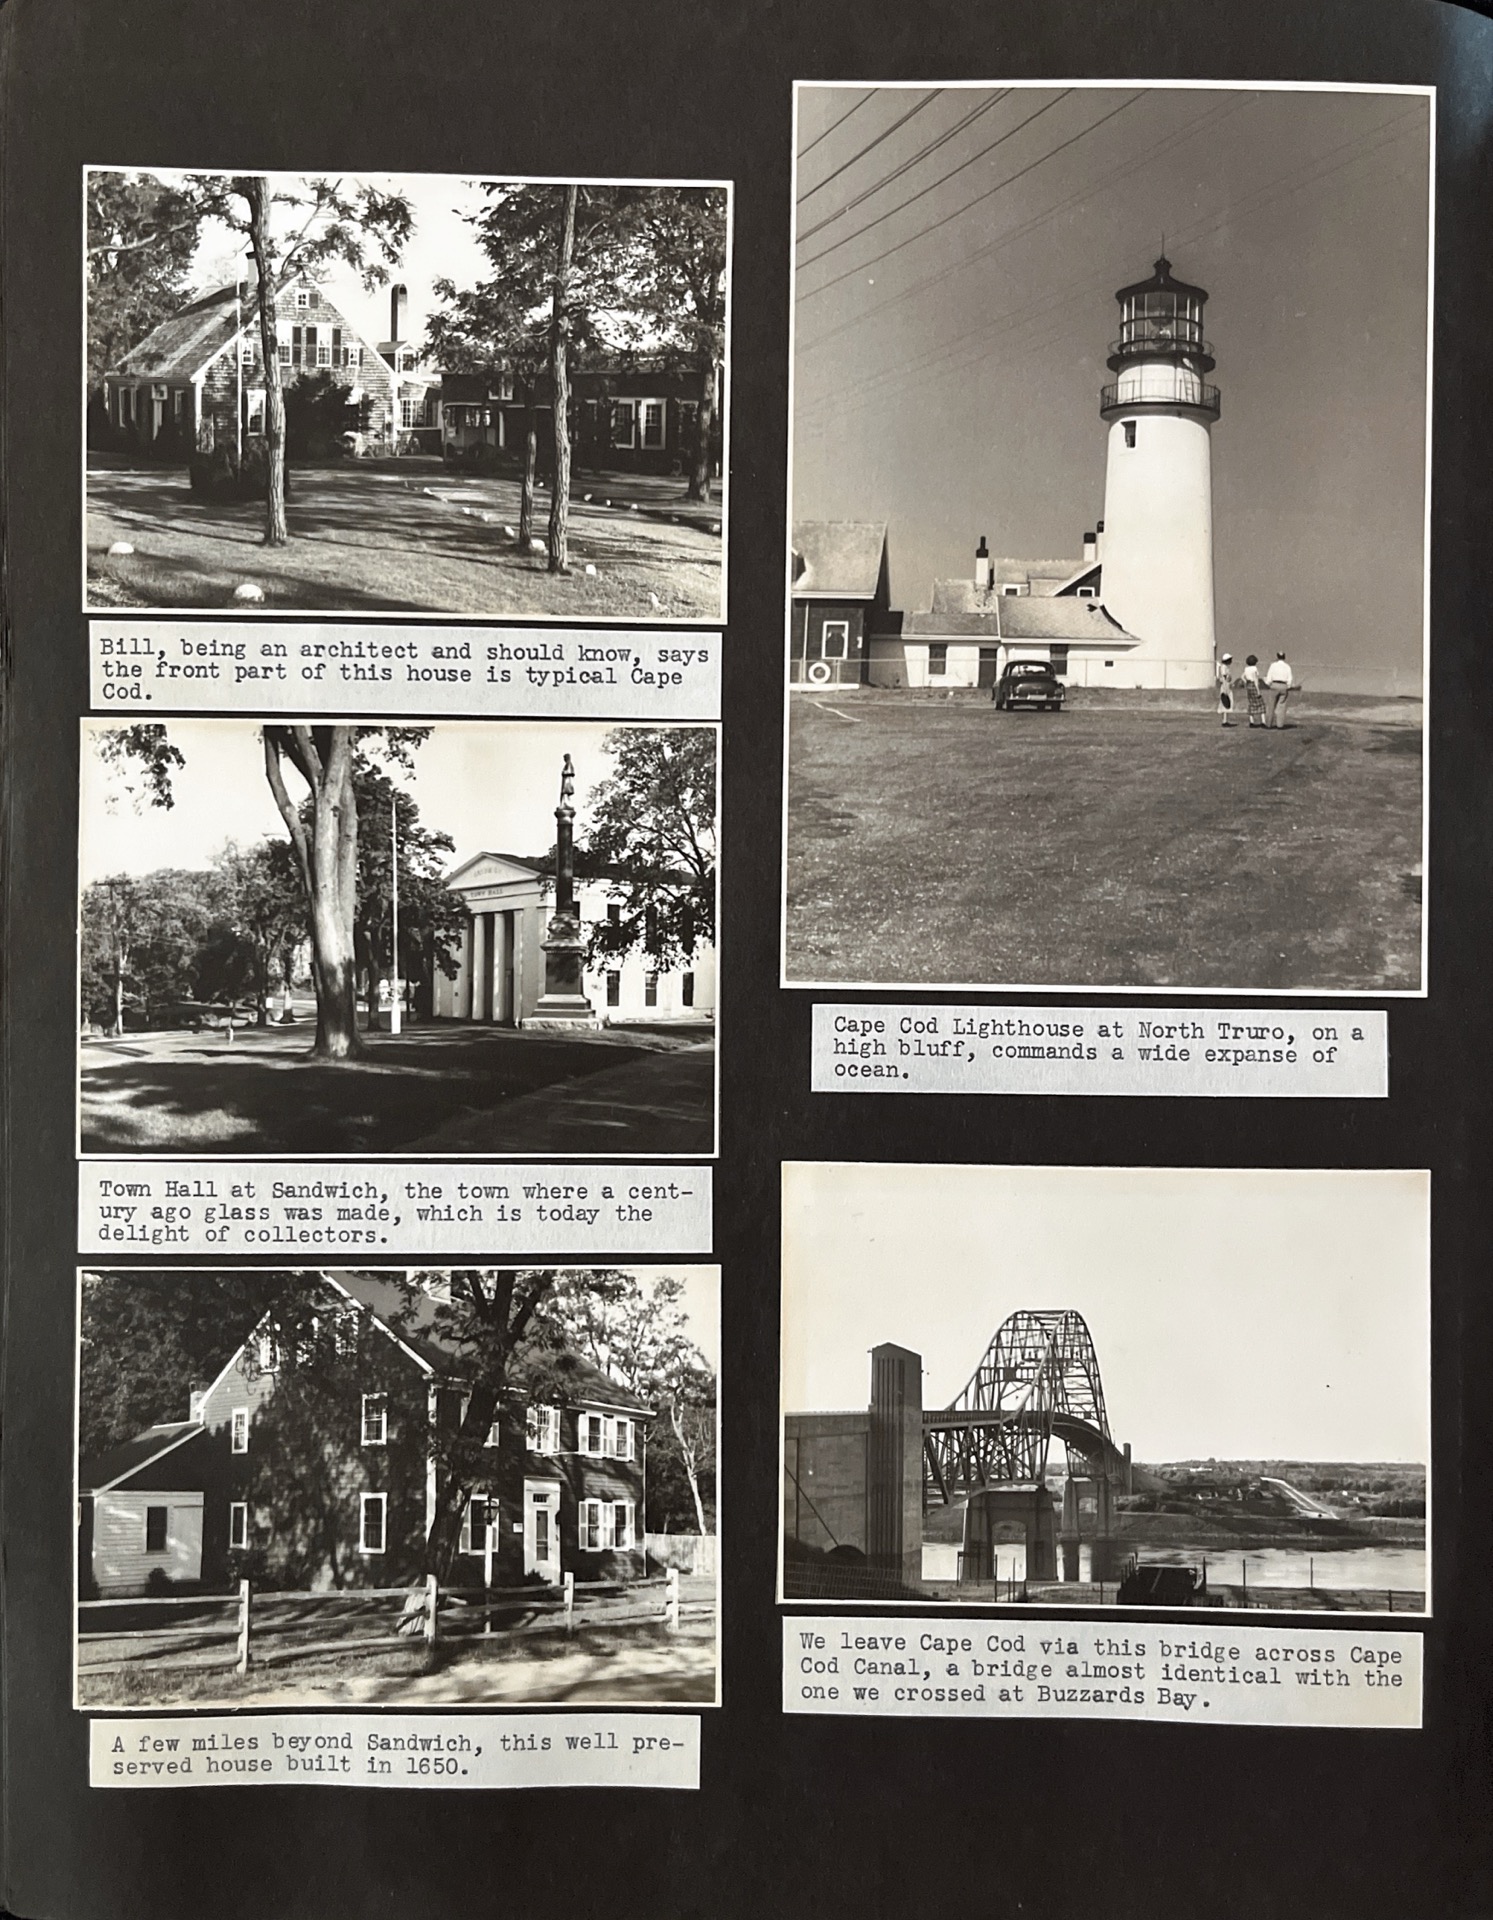 Bill, being an architect and should know, says
the front part of this house is typical Cape
Cod.
TOWN HALL
Town Hall at Sandwich, the town where a cent-
ury ago glass was made, which is today the
delight of collectors.
A few miles beyond Sandwich, this well pre-
served house built in 1650.
Cape Cod Lighthouse at North Truro, on a
high bluff, commands a wide expanse of
ocean.
We leave Cape Cod via this bridge across Cape
Cod Canal, a bridge almost identical with the
one we crossed at Buzzards Bay.